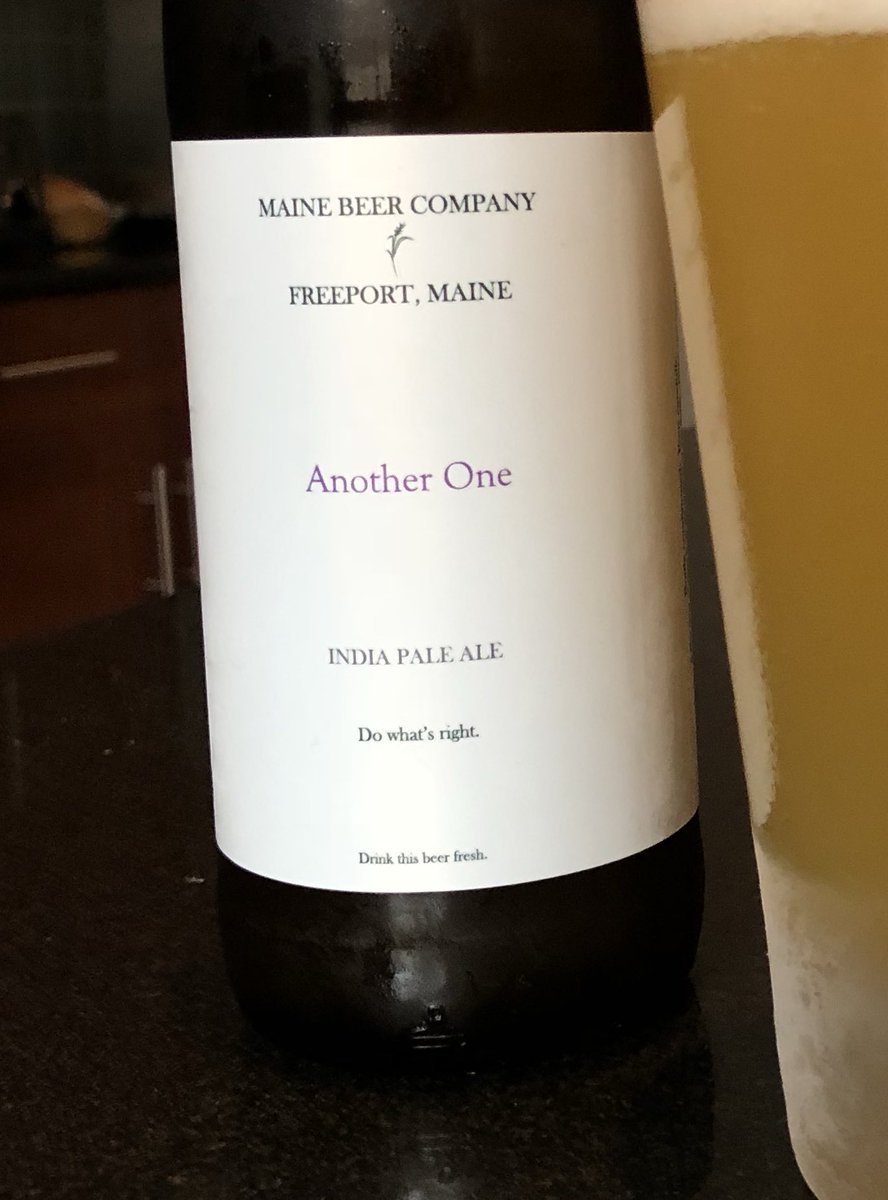 MAINE BEER COMPANY
FREEPORT, MAINE
Another One
INDIA PALE ALE
Do what's right.
Drink this beer fresh.